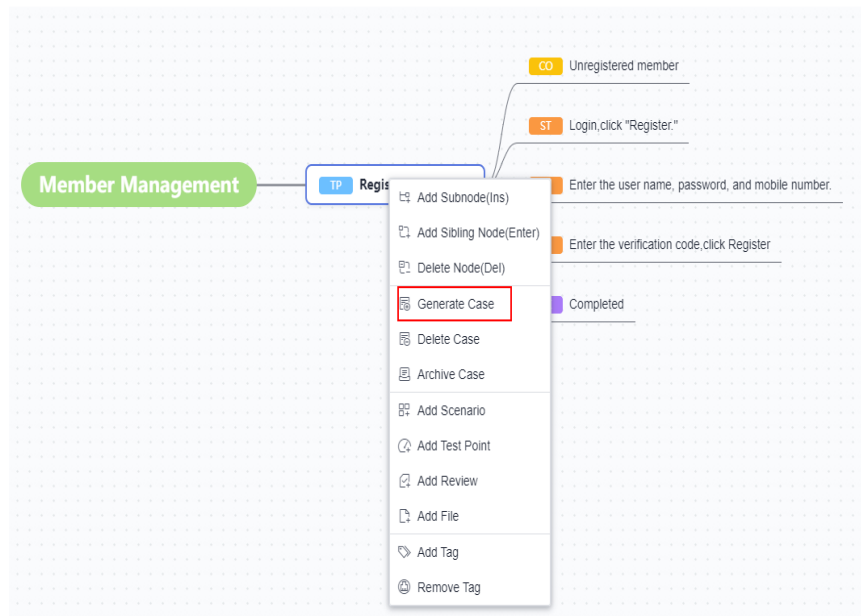 CO Unregistered member
ST Login,click "Register."
Member Management
TP Regis
Enter the user name, password, and mobile number.
Enter the verification code,click Register
Completed
Add Subnode(Ins)
Add Sibling Node(Enter)
Delete Node(Del)
Generate Case
Delete Case
Archive Case
Add Scenario
Add Test Point
Add Review
Add File
Add Tag
Remove Tag